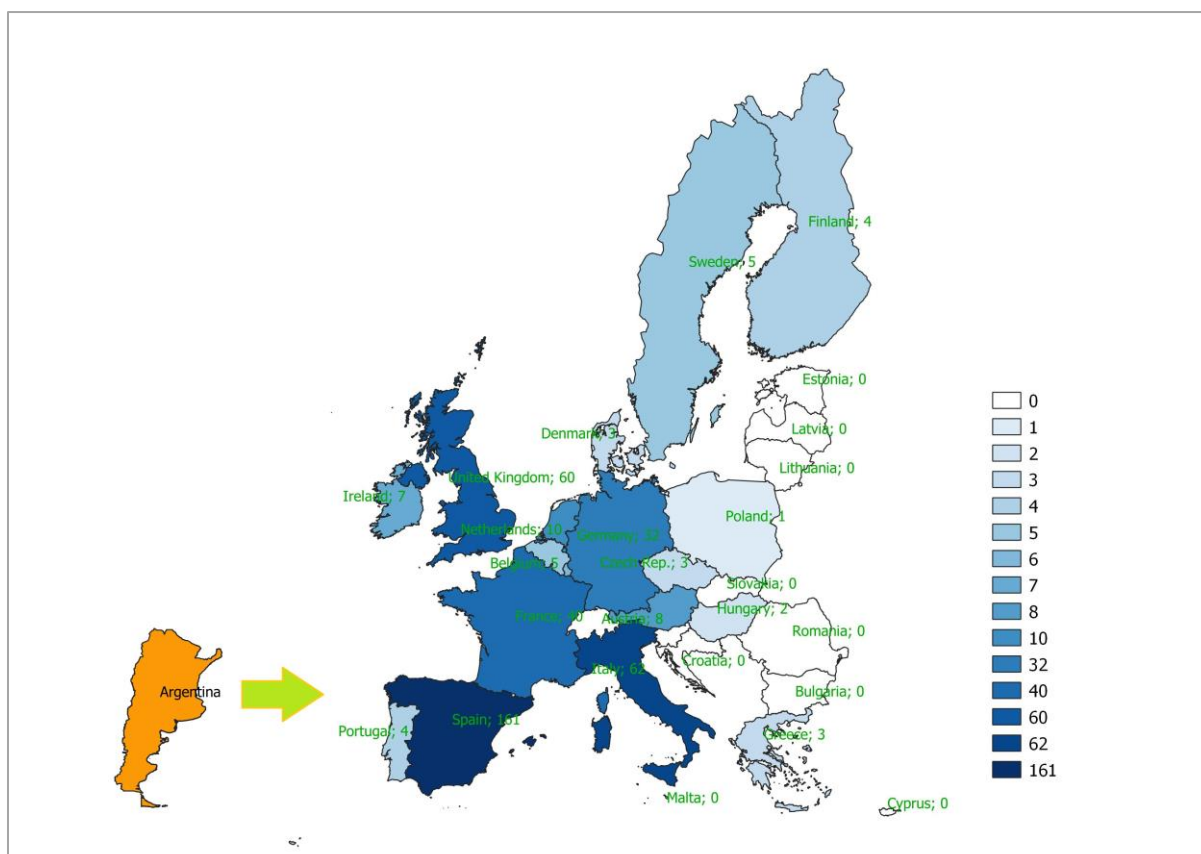 Finland; 4
Sweden; 5
Estonia; 0
Latvia; 0
Lithuania; 0
Denmark; 3
United Kingdom; 60
Ireland; 7
Netherlands; 10
Germany; 32
Poland; 1
Belgium; 5
Czech Rep.; 3
Slovakia; 0
Hungary; 2
France; 40
Austria; 8
Romania; 0
Croatia; 0
Italy; 62
Bulgaria; 0
Spain; 161
Portugal; 4
Greece; 3
Malta; 0
Cyprus; 0
Argentina
0
1
2
3
4
5
6
7
8
10
32
40
60
62
161